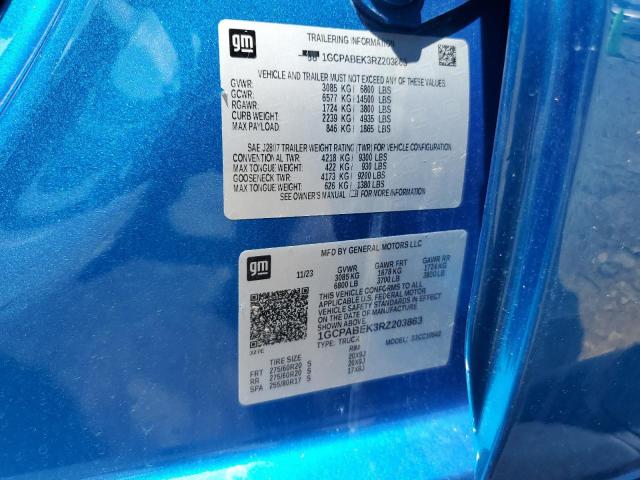 gm
TRAILERING INFORMATION
1GCPABEK3RZ203863
VEHICLE AND TRAILER MUST NOT EXCEED ANY OF THESE VALUES.
GVWR: 3085 KG / 6800 LBS
GCWR: 6577 KG / 14500 LBS
RGAWR: 1724 KG / 3800 LBS
CURB WEIGHT: 2239 KG / 4935 LBS
MAX PAYLOAD: 846 KG / 1865 LBS
SAE J2807 TRAILER WEIGHT RATING (TWR) FOR VEHICLE CONFIGURATION.
CONVENTIONAL TWR: 4218 KG / 9300 LBS
MAX TONGUE WEIGHT: 422 KG / 930 LBS
GOOSENECK TWR: 4173 KG / 9200 LBS
MAX TONGUE WEIGHT: 626 KG / 1380 LBS
SEE OWNER'S MANUAL FOR MORE INFORMATION
gm
MFD BY GENERAL MOTORS LLC
11/23 GVWR GAWR FRT GAWR RR
3085 KG 1678 KG 1724 KG
6800 LB 3700 LB 3800 LB
THIS VEHICLE CONFORMS TO ALL
APPLICABLE U.S. FEDERAL MOTOR
VEHICLE SAFETY STANDARDS IN EFFECT
ON THE DATE OF MANUFACTURE SHOWN ABOVE.
1GCPABEK3RZ203863
TYPE: TRUCK MODEL:
TIRE SIZE RIM
FRT 275/60R20 S 20X9J
RR 275/60R20 S 20X9J
SPA 255/80R17 S 17X8J